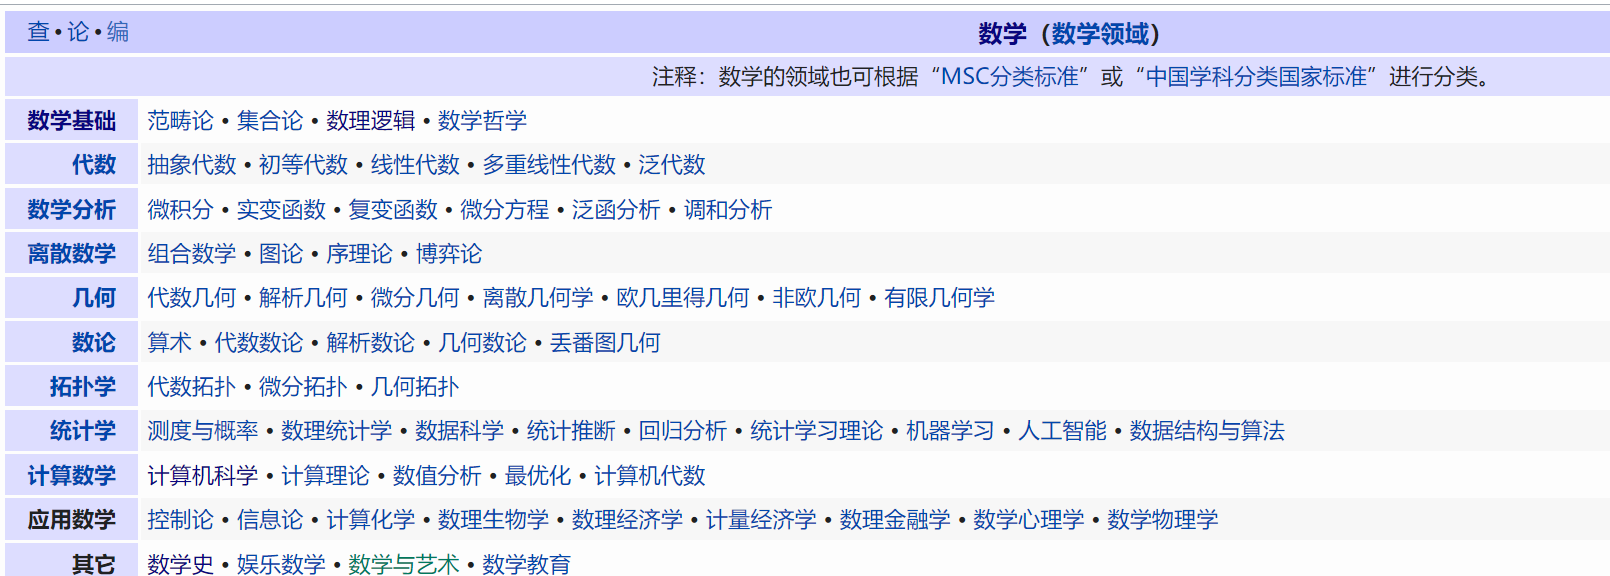 查 • 论 • 编 数学（数学领域）
注释：数学的领域也可根据“MSC分类标准”或“中国学科分类国家标准”进行分类。
数学基础 范畴论 • 集合论 • 数理逻辑 • 数学哲学
代数 抽象代数 • 初等代数 • 线性代数 • 多重线性代数 • 泛代数
数学分析 微积分 • 实变函数 • 复变函数 • 微分方程 • 泛函分析 • 调和分析
离散数学 组合数学 • 图论 • 序理论 • 博弈论
几何 代数几何 • 解析几何 • 微分几何 • 离散几何学 • 欧几里得几何 • 非欧几何 • 有限几何学
数论 算术 • 代数数论 • 解析数论 • 几何数论 • 丢番图几何
拓扑学 代数拓扑 • 微分拓扑 • 几何拓扑
统计学 测度与概率 • 数理统计学 • 数据科学 • 统计推断 • 回归分析 • 统计学习理论 • 机器学习 • 人工智能 • 数据结构与算法
计算数学 计算机科学 • 计算理论 • 数值分析 • 最优化 • 计算机代数
应用数学 控制论 • 信息论 • 计算化学 • 数理生物学 • 数理经济学 • 计量经济学 • 数理金融学 • 数学心理学 • 数学物理学
其它 数学史 • 娱乐数学 • 数学与艺术 • 数学教育